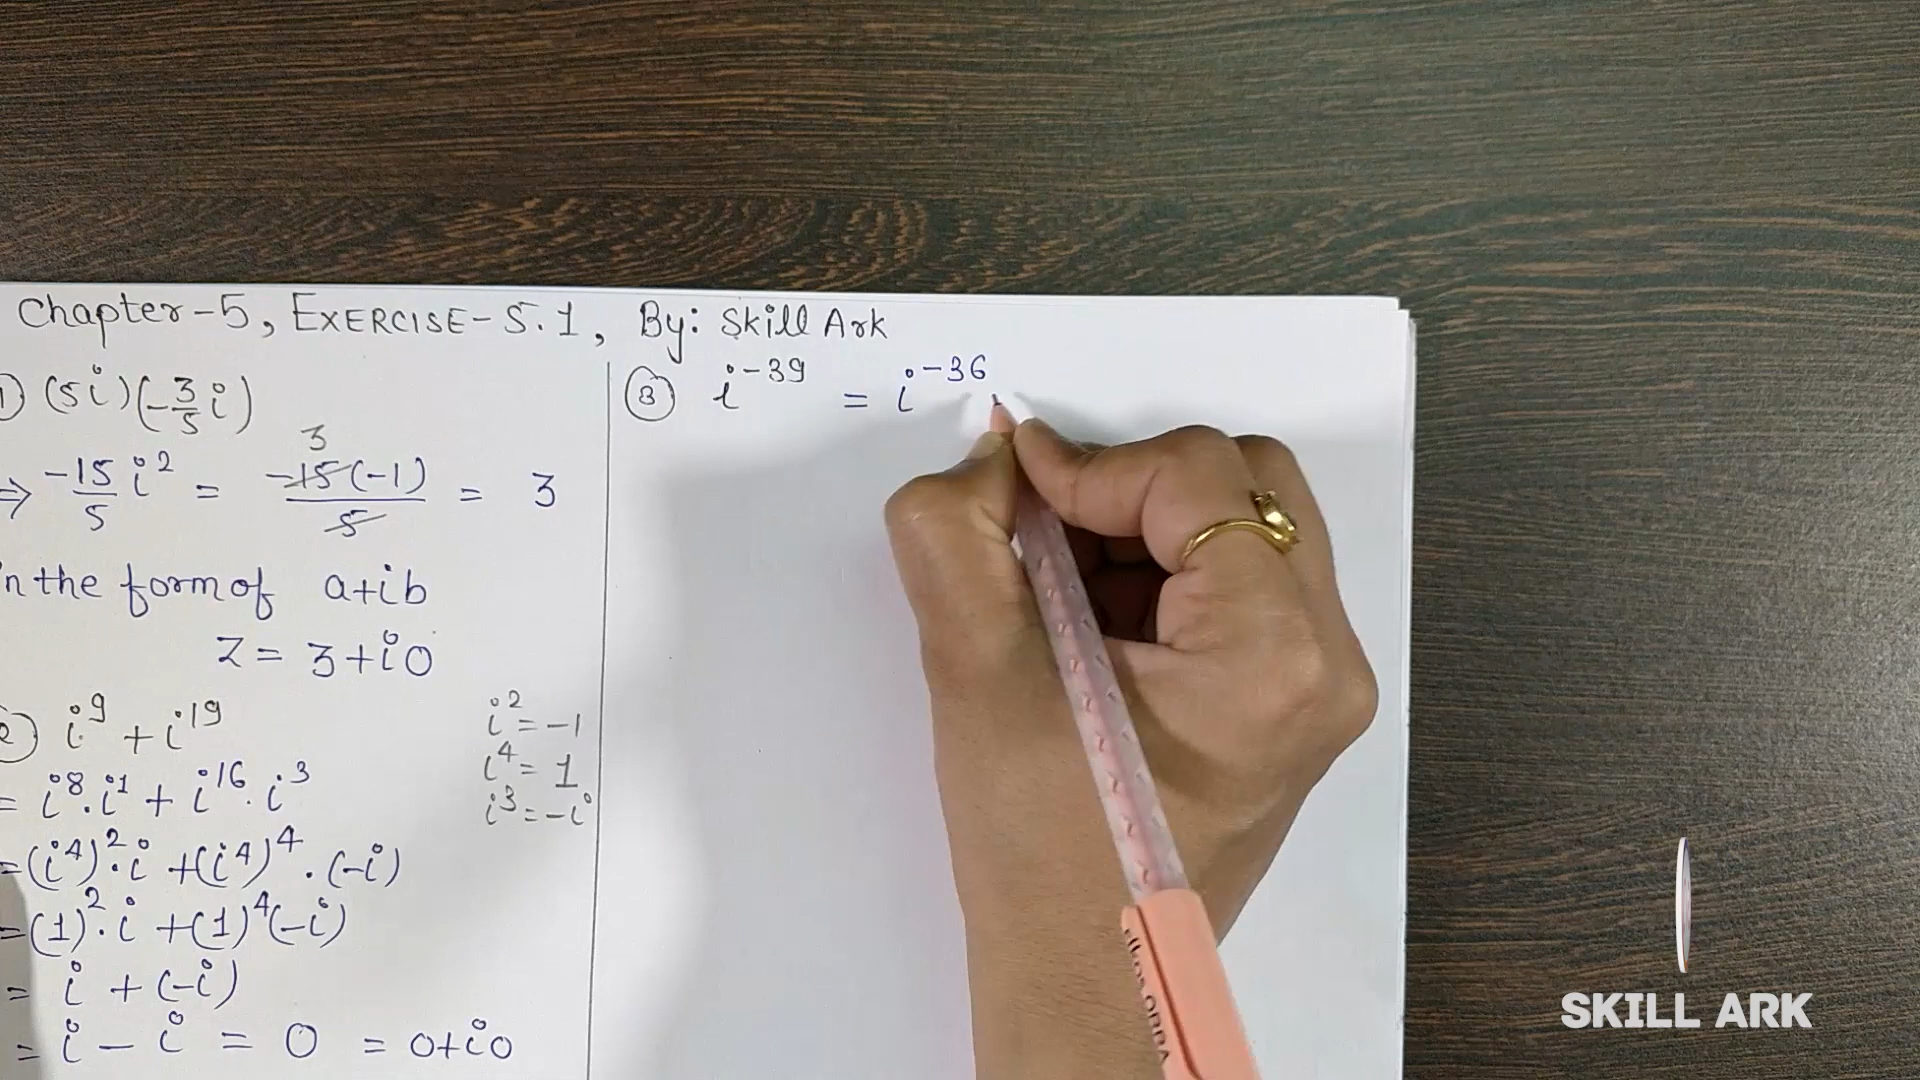 Chapter-5, EXERCISE-5.1, By: Skill Ark
1) (5i)(-3/5 i)
⇒ -15/5 i² = -15(-1)/5 = 3
3
in the form of a+ib
Z = 3+i0
2) i⁹ + i¹⁹
= i⁸.i¹ + i¹⁶.i³
= (i⁴)².i + (i⁴)⁴.(-i)
= (1)².i + (1)⁴(-i)
= i + (-i)
= i - i = 0 = 0+i0
i² = -1
i⁴ = 1
i³ = -i
③ i⁻³⁹ = i⁻³⁶
elkos ORRA
SKILL ARK